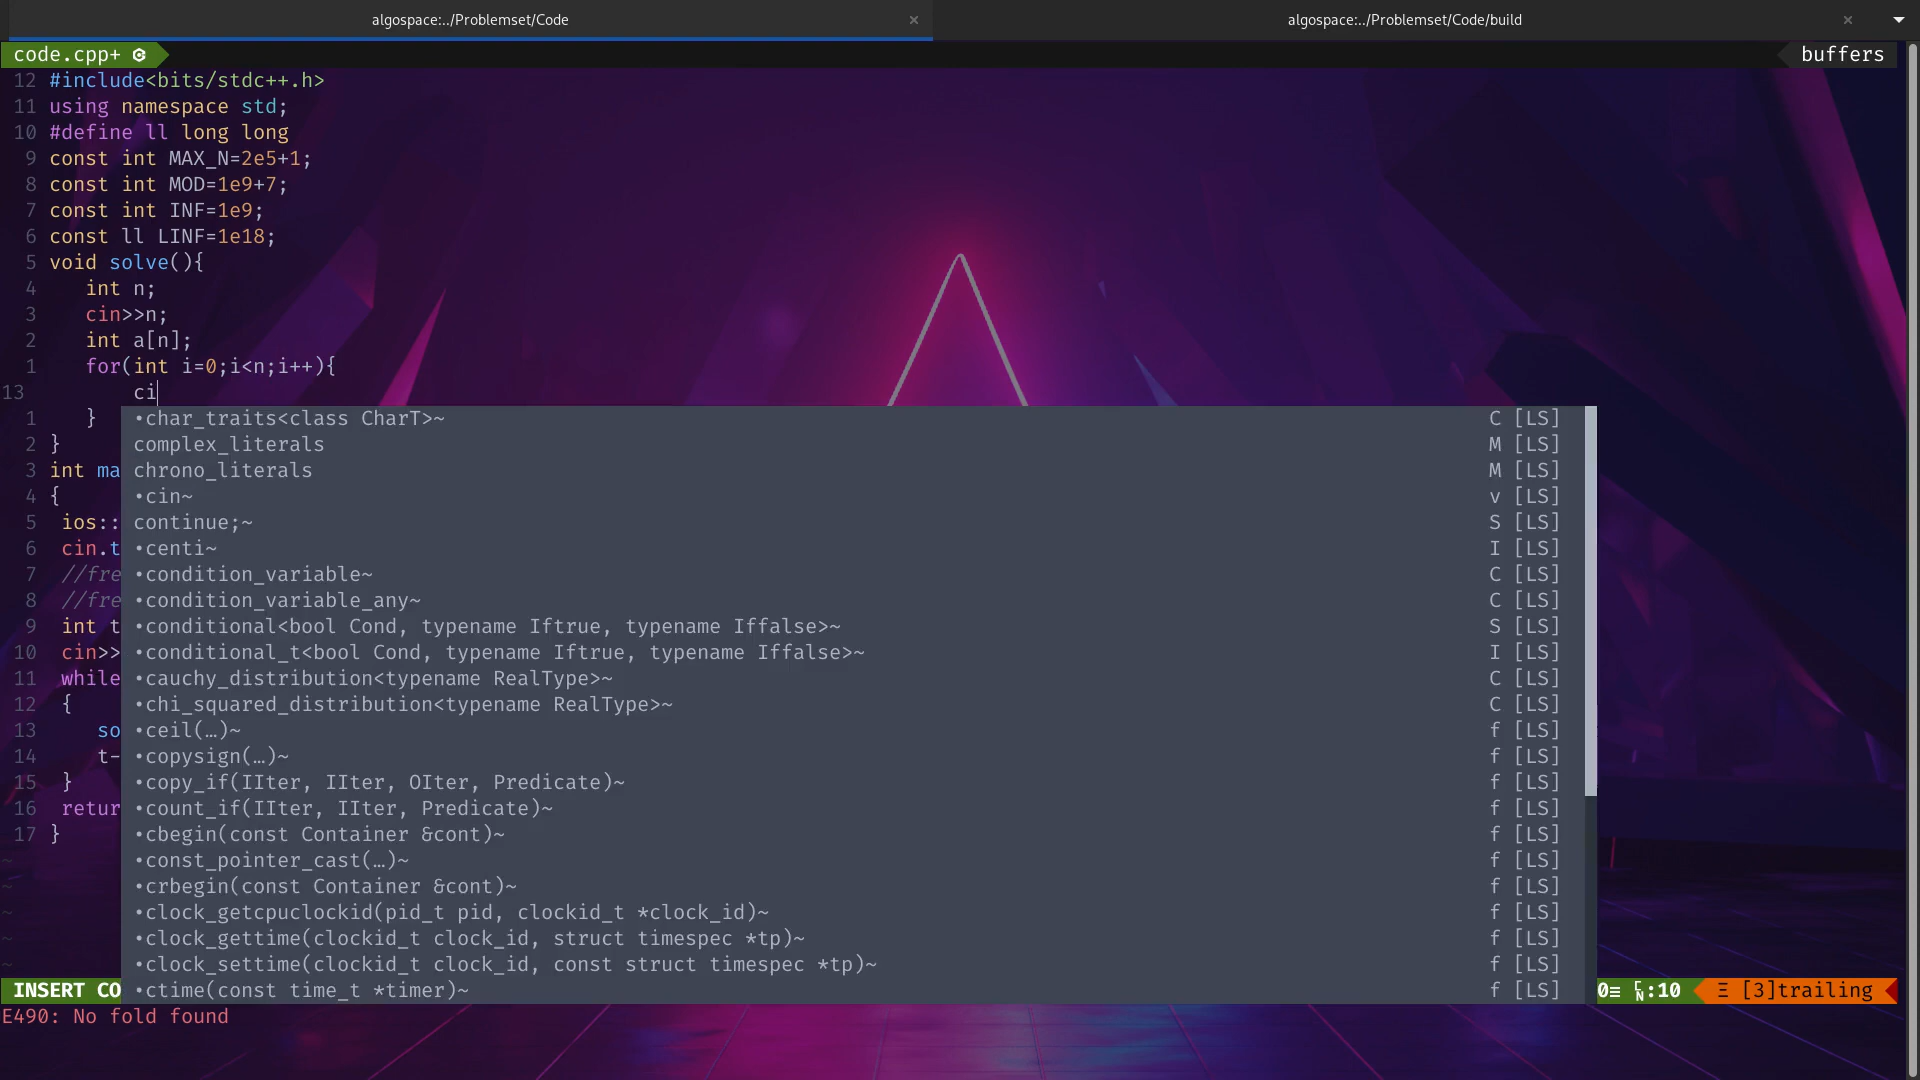 algospace:../Problemset/Code ×
algospace:../Problemset/Code/build ×
code.cpp+
buffers
12 #include<bits/stdc++.h>
11 using namespace std;
10 #define ll long long
9 const int MAX_N=2e5+1;
8 const int MOD=1e9+7;
7 const int INF=1e9;
6 const ll LINF=1e18;
5 void solve(){
4 int n;
3 cin>>n;
2 int a[n];
1 for(int i=0;i<n;i++){
13 ci
1 } •char_traits<class CharT>~ C [LS]
2 } complex_literals M [LS]
3 int ma chrono_literals M [LS]
4 { •cin~ v [LS]
5 ios:: continue;~ S [LS]
6 cin.t •centi~ I [LS]
7 //fre •condition_variable~ C [LS]
8 //fre •condition_variable_any~ C [LS]
9 int t •conditional<bool Cond, typename Iftrue, typename Iffalse>~ S [LS]
10 cin>> •conditional_t<bool Cond, typename Iftrue, typename Iffalse>~ I [LS]
11 while •cauchy_distribution<typename RealType>~ C [LS]
12 { •chi_squared_distribution<typename RealType>~ C [LS]
13 so •ceil(…)~ f [LS]
14 t- •copysign(…)~ f [LS]
15 } •copy_if(IIter, IIter, OIter, Predicate)~ f [LS]
16 retur •count_if(IIter, IIter, Predicate)~ f [LS]
17 } •cbegin(const Container &cont)~ f [LS]
~ •const_pointer_cast(…)~ f [LS]
~ •crbegin(const Container &cont)~ f [LS]
~ •clock_getcpuclockid(pid_t pid, clockid_t *clock_id)~ f [LS]
~ •clock_gettime(clockid_t clock_id, struct timespec *tp)~ f [LS]
~ •clock_settime(clockid_t clock_id, const struct timespec *tp)~ f [LS]
INSERT CO •ctime(const time_t *timer)~ f [LS] 0≡ ㏑:10 Ξ [3]trailing
E490: No fold found